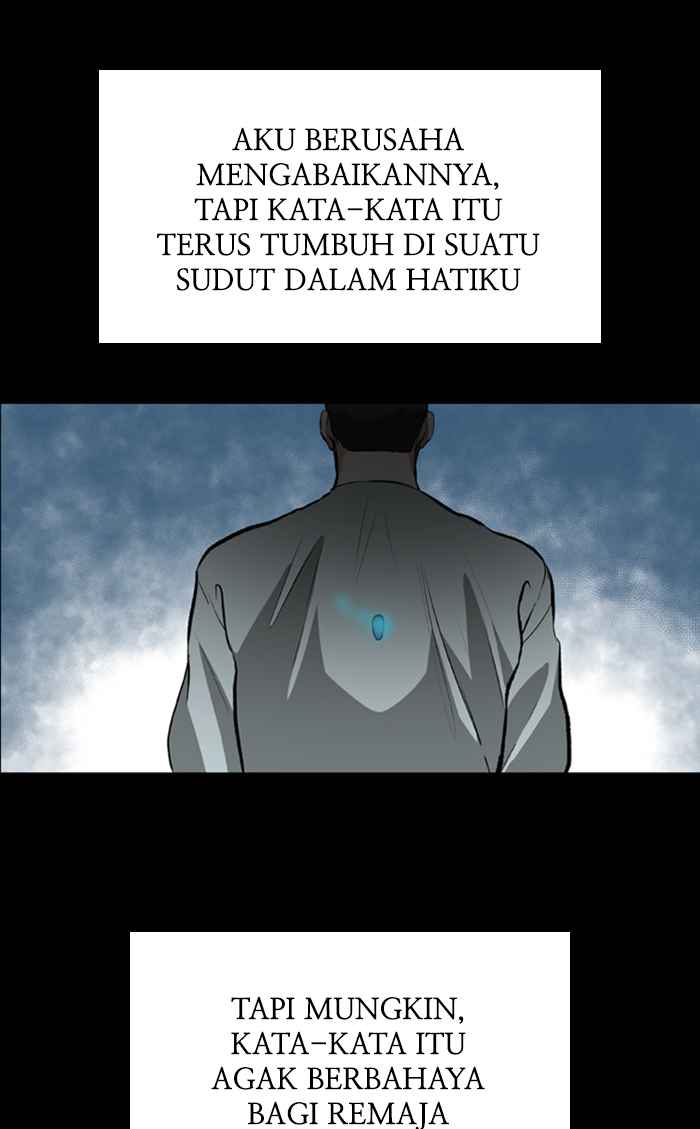 AKU BERUSAHA
MENGABAIKANNYA,
TAPI KATA-KATA ITU
TERUS TUMBUH DI SUATU
SUDUT DALAM HATIKU
TAPI MUNGKIN,
KATA-KATA ITU
AGAK BERBAHAYA
BAGI REMAJA